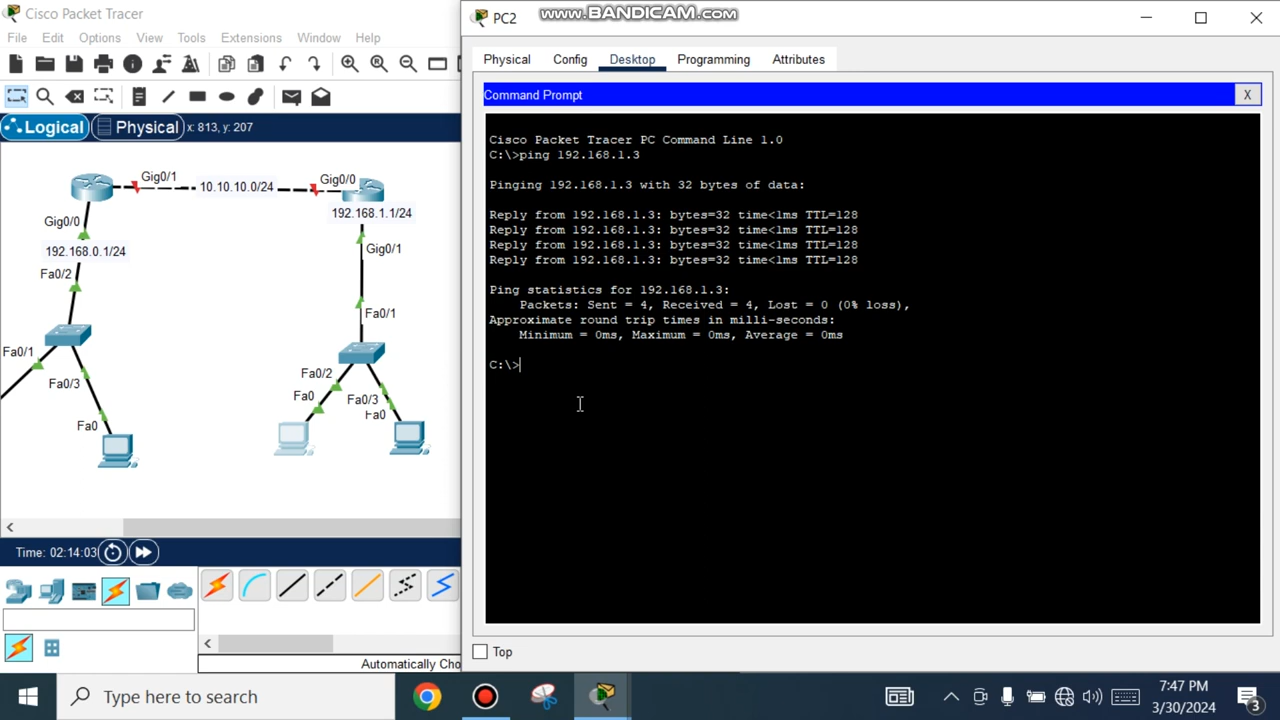 Cisco Packet Tracer
File Edit Options View Tools Extensions Window Help
Logical Physical x: 813, y: 207
Gig0/1
10.10.10.0/24
Gig0/0
Gig0/0
192.168.1.1/24
192.168.0.1/24
Gig0/1
Fa0/2
Fa0/1
Fa0/1
Fa0/3
Fa0/2
Fa0
Fa0/3
Fa0
Fa0
Time: 02:14:03
Automatically Cho
PC2
www.BANDICAM.com
Physical Config Desktop Programming Attributes
Command Prompt
X
Cisco Packet Tracer PC Command Line 1.0
C:\>ping 192.168.1.3
Pinging 192.168.1.3 with 32 bytes of data:
Reply from 192.168.1.3: bytes=32 time<1ms TTL=128
Reply from 192.168.1.3: bytes=32 time<1ms TTL=128
Reply from 192.168.1.3: bytes=32 time<1ms TTL=128
Reply from 192.168.1.3: bytes=32 time<1ms TTL=128
Ping statistics for 192.168.1.3:
Packets: Sent = 4, Received = 4, Lost = 0 (0% loss),
Approximate round trip times in milli-seconds:
Minimum = 0ms, Maximum = 0ms, Average = 0ms
C:\>
Top
Type here to search
7:47 PM
3/30/2024
3